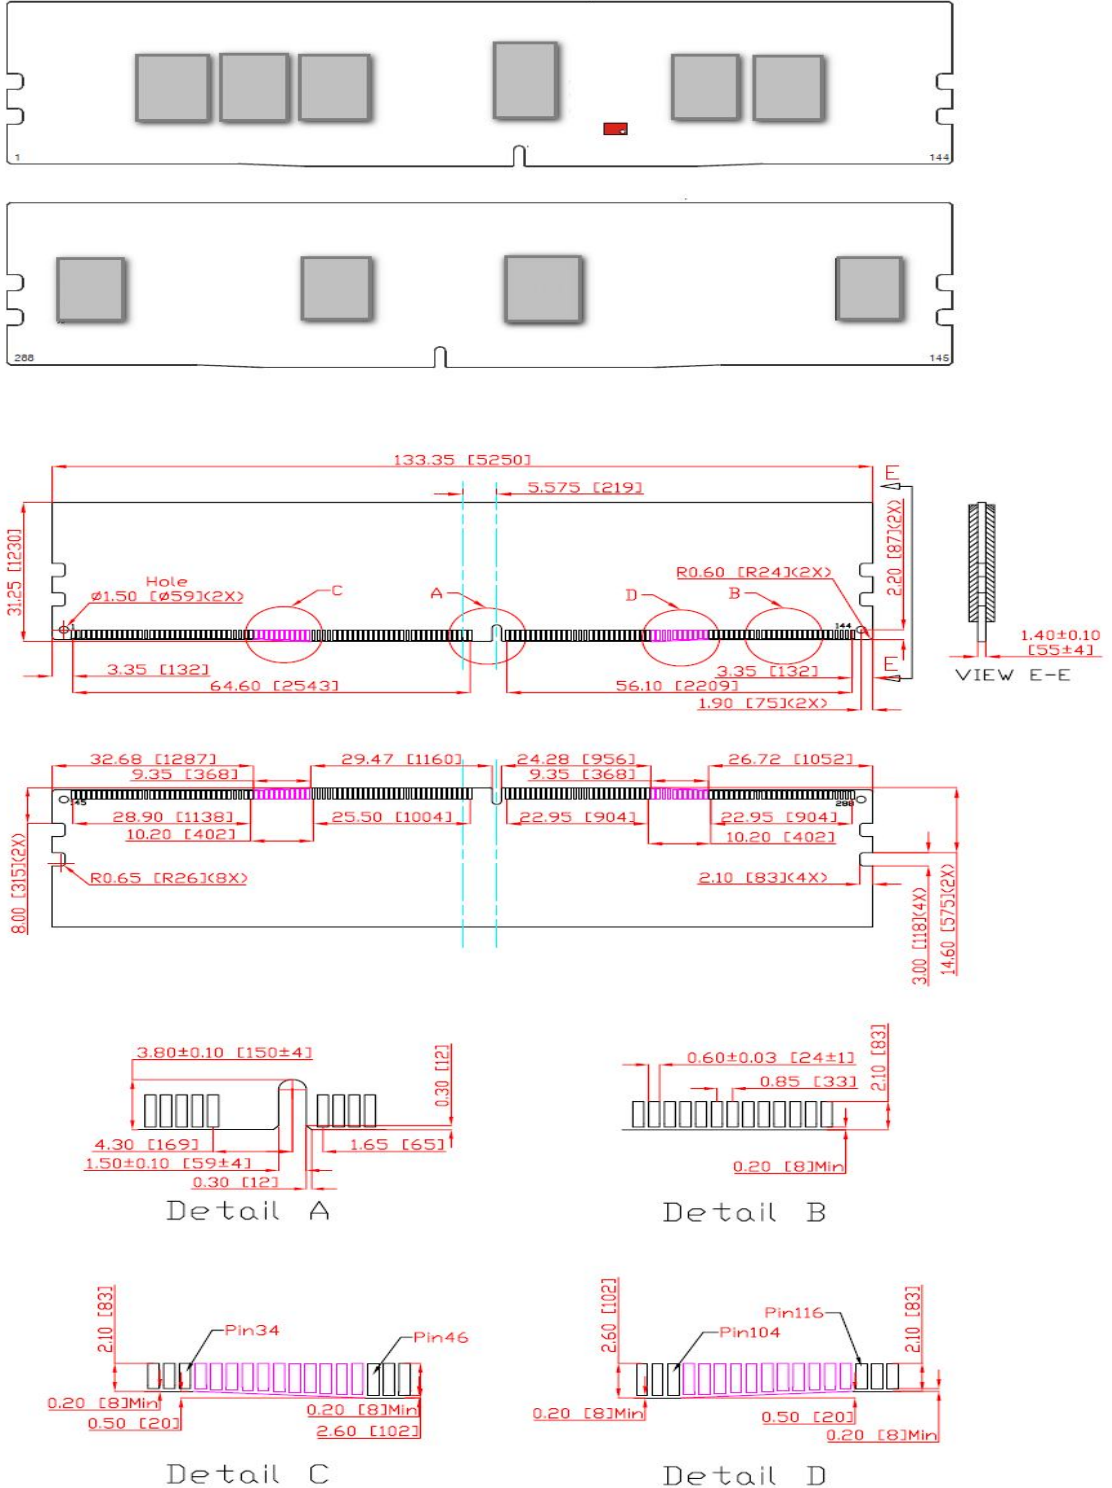 1
144
288
145
133.35 [5250]
5.575 [219]
E
31.25 [1230]
Hole
Ø1.50 [Ø59](2X)
C
A
D
B
R0.60 [R24](2X)
2.20 [87](2X)
1
144
3.35 [132]
64.60 [2543]
56.10 [2209]
3.35 [132]
E
1.90 [75](2X)
1.40±0.10
[55±4]
VIEW E-E
32.68 [1287]
29.47 [1160]
24.28 [956]
26.72 [1052]
9.35 [368]
9.35 [368]
145
288
28.90 [1138]
25.50 [1004]
22.95 [904]
22.95 [904]
10.20 [402]
10.20 [402]
8.00 [315](2X)
R0.65 [R26](8X)
2.10 [83](4X)
3.00 [118](4X)
14.60 [575](2X)
3.80±0.10 [150±4]
0.30 [12]
4.30 [169]
1.65 [65]
1.50±0.10 [59±4]
0.30 [12]
Detail A
0.60±0.03 [24±1]
0.85 [33]
2.10 [83]
0.20 [8]Min
Detail B
2.10 [83]
Pin34
Pin46
0.20 [8]Min
0.50 [20]
0.20 [8]Min
2.60 [102]
Detail C
2.60 [102]
Pin104
Pin116
2.10 [83]
0.20 [8]Min
0.50 [20]
0.20 [8]Min
Detail D